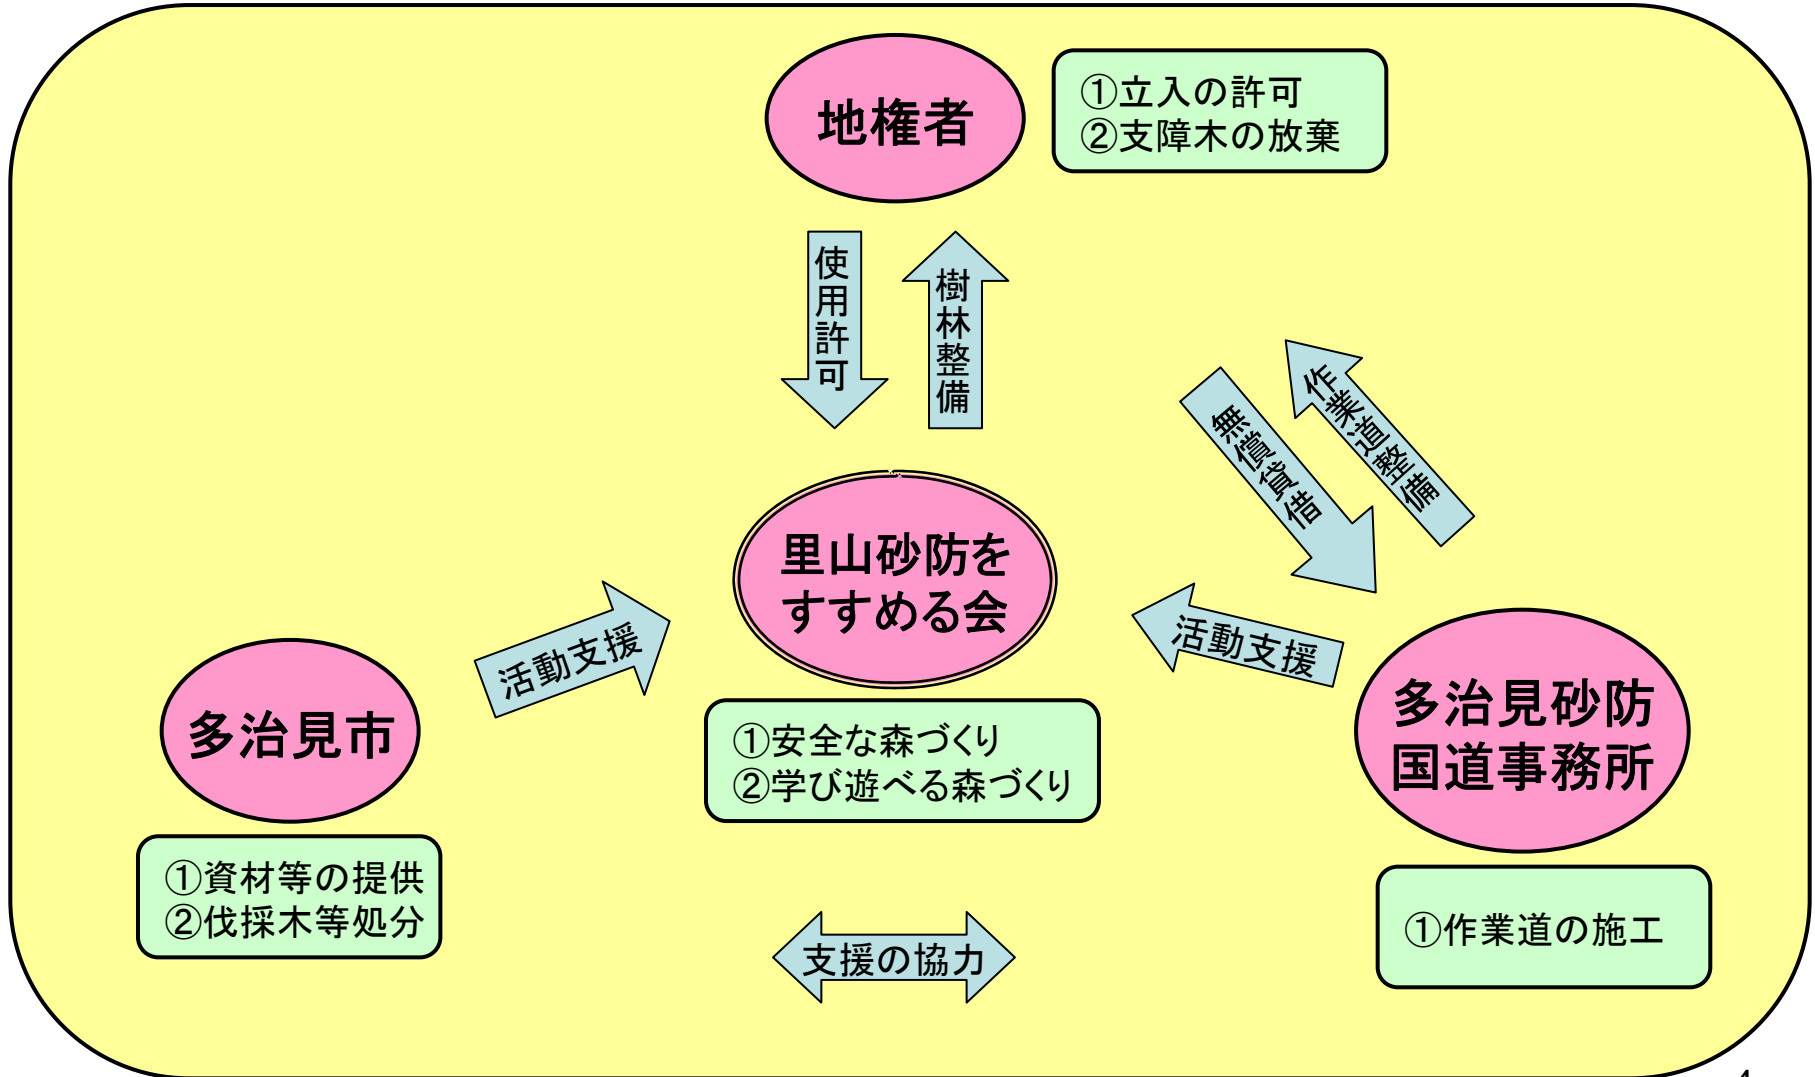 地権者
①立入の許可
②支障木の放棄
使用許可
樹林整備
無償貸借
作業道整備
里山砂防を
すすめる会
活動支援
活動支援
多治見市
①安全な森づくり
②学び遊べる森づくり
多治見砂防
国道事務所
①資材等の提供
②伐採木等処分
支援の協力
①作業道の施工